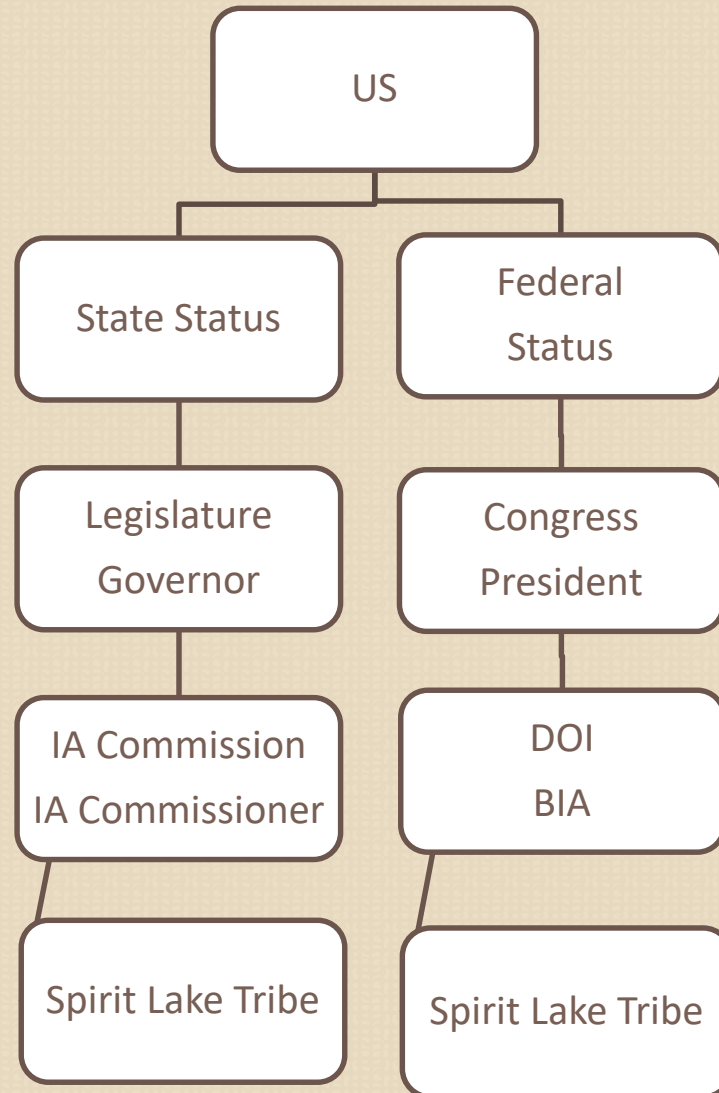 US
State Status
Federal
Status
Legislature
Governor
Congress
President
IA Commission
IA Commissioner
DOI
BIA
Spirit Lake Tribe
Spirit Lake Tribe